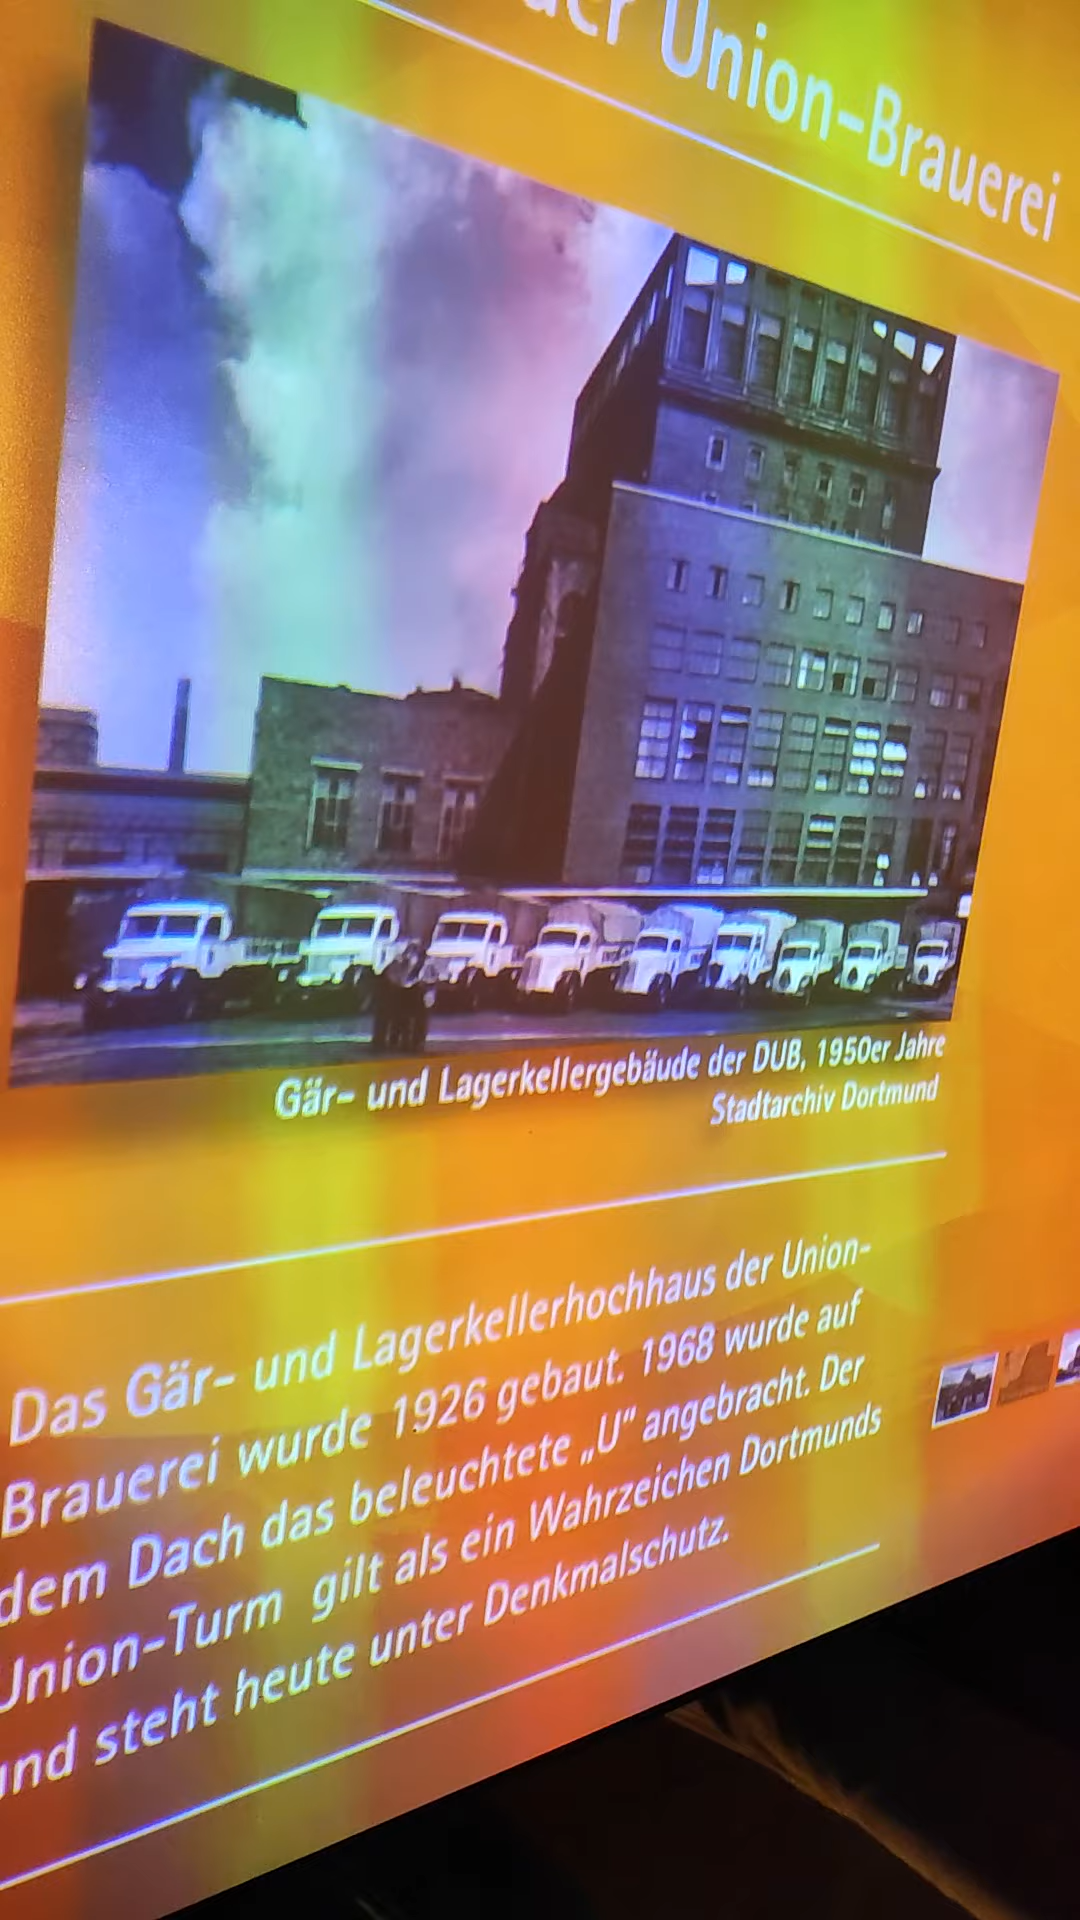 der Union-Brauerei
Gär- und Lagerkellergebäude der DUB, 1950er Jahre
Stadtarchiv Dortmund
Das Gär- und Lagerkellerhochhaus der Union-
Brauerei wurde 1926 gebaut. 1968 wurde auf
dem Dach das beleuchtete „U“ angebracht. Der
Union-Turm gilt als ein Wahrzeichen Dortmunds
und steht heute unter Denkmalschutz.